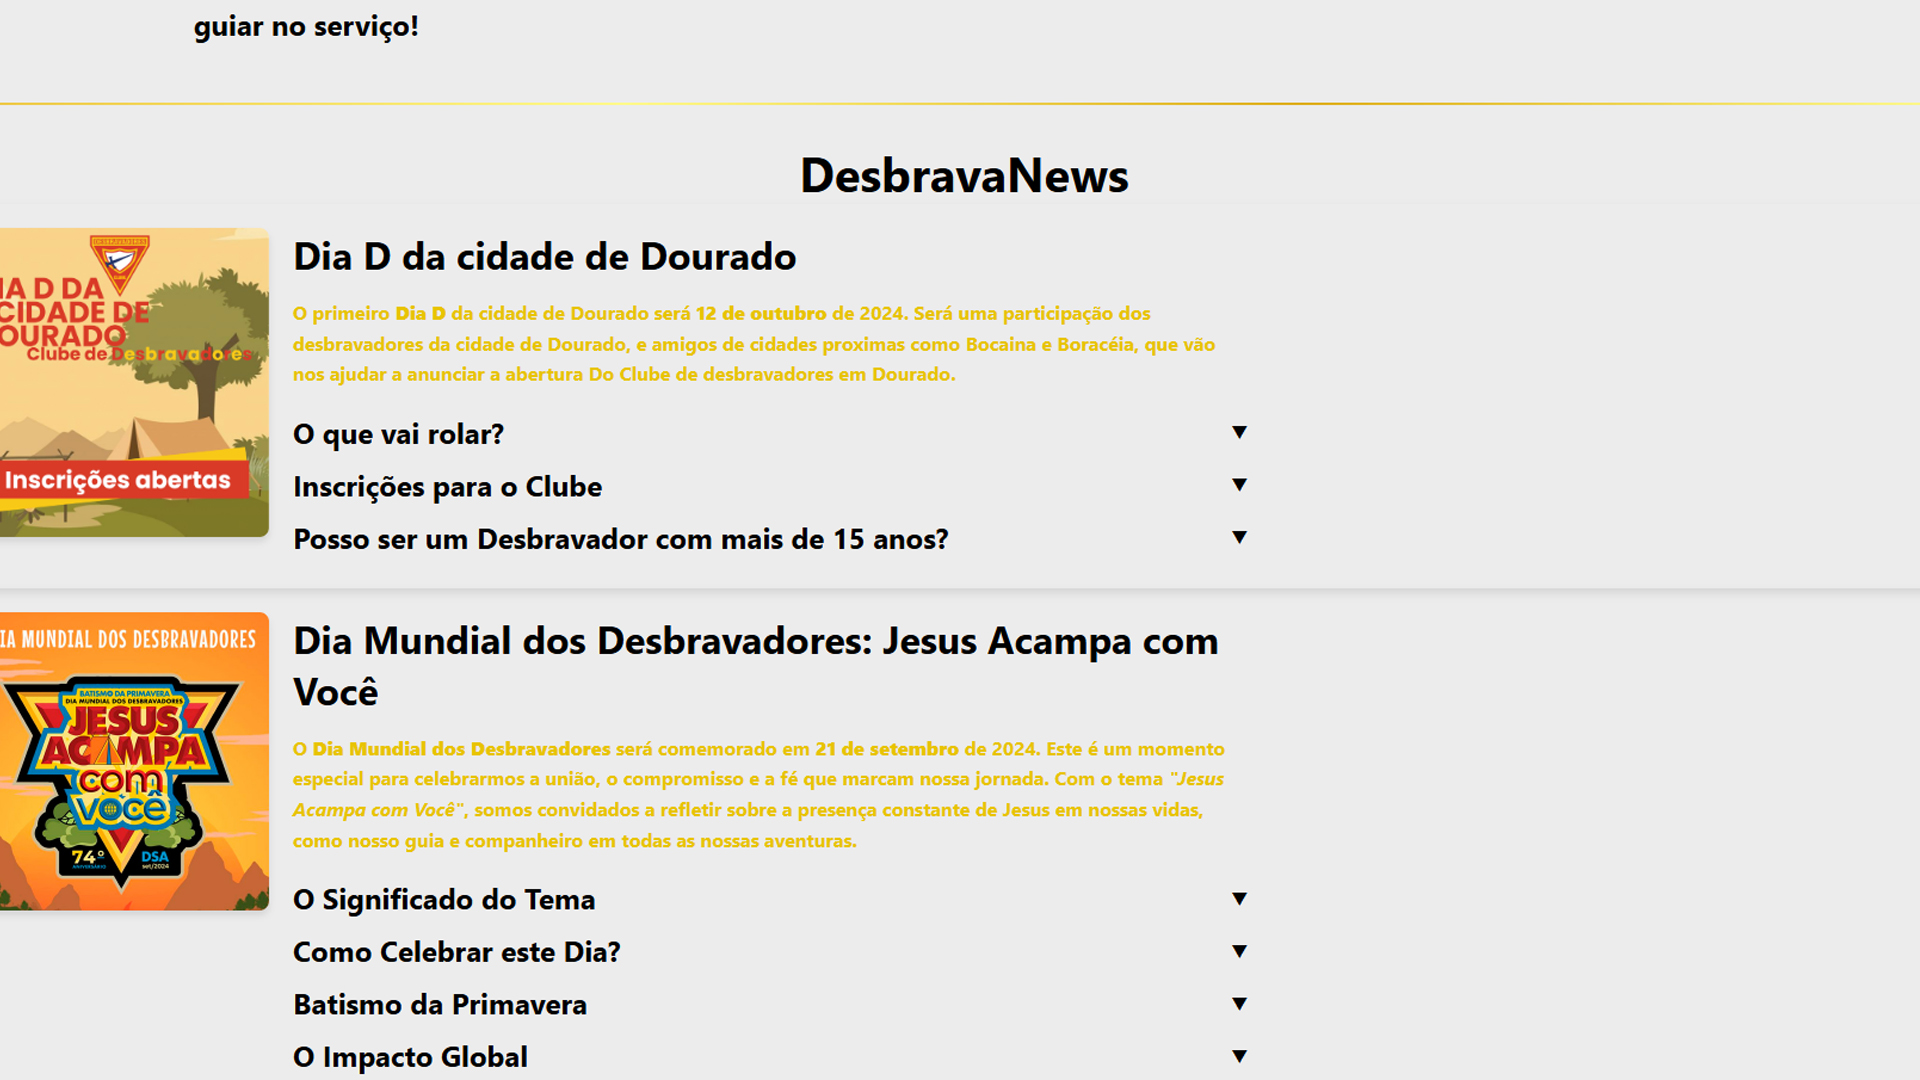 guiar no serviço!
DesbravaNews
DESBRAVADORES
CLUBE
IA D DA
CIDADE DE
OURADO
Clube de Desbravadores
Inscrições abertas
Dia D da cidade de Dourado
O primeiro Dia D da cidade de Dourado será 12 de outubro de 2024. Será uma participação dos
desbravadores da cidade de Dourado, e amigos de cidades proximas como Bocaina e Boracéia, que vão
nos ajudar a anunciar a abertura Do Clube de desbravadores em Dourado.
O que vai rolar?
Inscrições para o Clube
Posso ser um Desbravador com mais de 15 anos?
IA MUNDIAL DOS DESBRAVADORES
BATISMO DA PRIMAVERA
DIA MUNDIAL DOS DESBRAVADORES
JESUS
ACAMPA
com
você
74º
ANIVERSÁRIO
DSA
set/2024
Dia Mundial dos Desbravadores: Jesus Acampa com
Você
O Dia Mundial dos Desbravadores será comemorado em 21 de setembro de 2024. Este é um momento
especial para celebrarmos a união, o compromisso e a fé que marcam nossa jornada. Com o tema "Jesus
Acampa com Você", somos convidados a refletir sobre a presença constante de Jesus em nossas vidas,
como nosso guia e companheiro em todas as nossas aventuras.
O Significado do Tema
Como Celebrar este Dia?
Batismo da Primavera
O Impacto Global